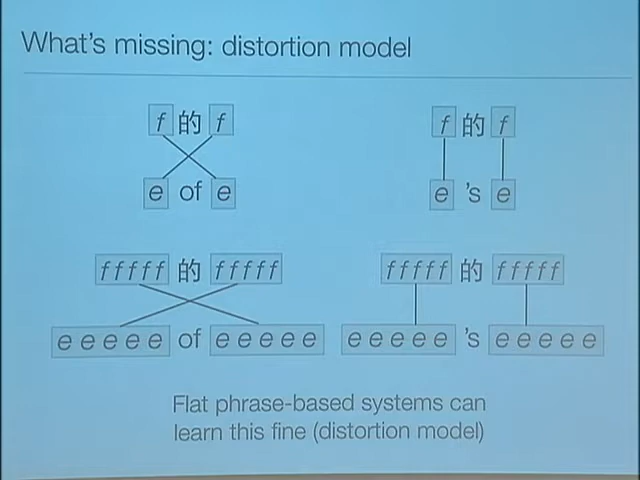 What's missing: distortion model
f 的 f
f 的 f
e of e
e 's e
f f f f f 的 f f f f f
f f f f f 的 f f f f f
e e e e e of e e e e e
e e e e e 's e e e e e
Flat phrase-based systems can
learn this fine (distortion model)